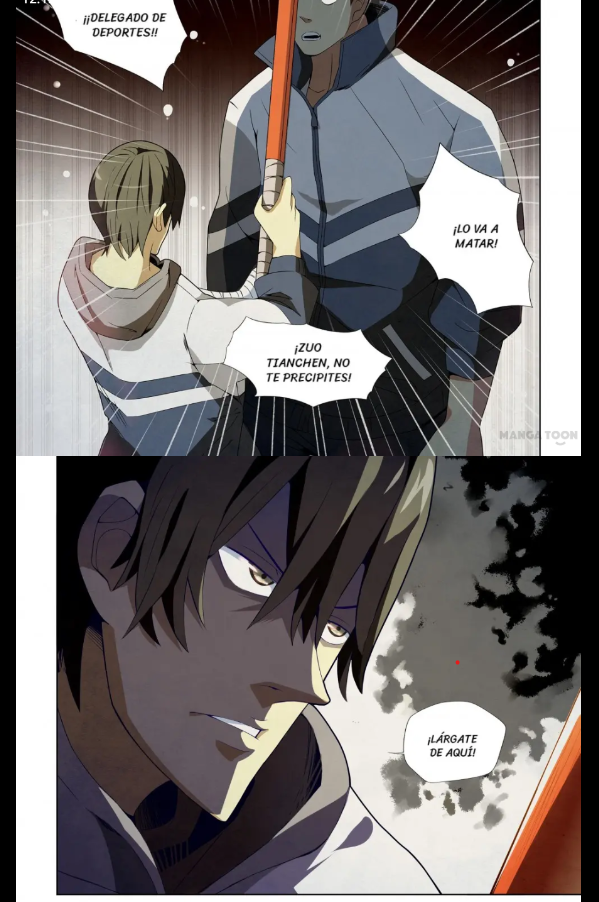 ¡¡DELEGADO DE
DEPORTES!!
¡LO VA A
MATAR!
¡ZUO
TIANCHEN, NO
TE PRECIPITES!
MANGA TOON
¡LÁRGATE
DE AQUÍ!